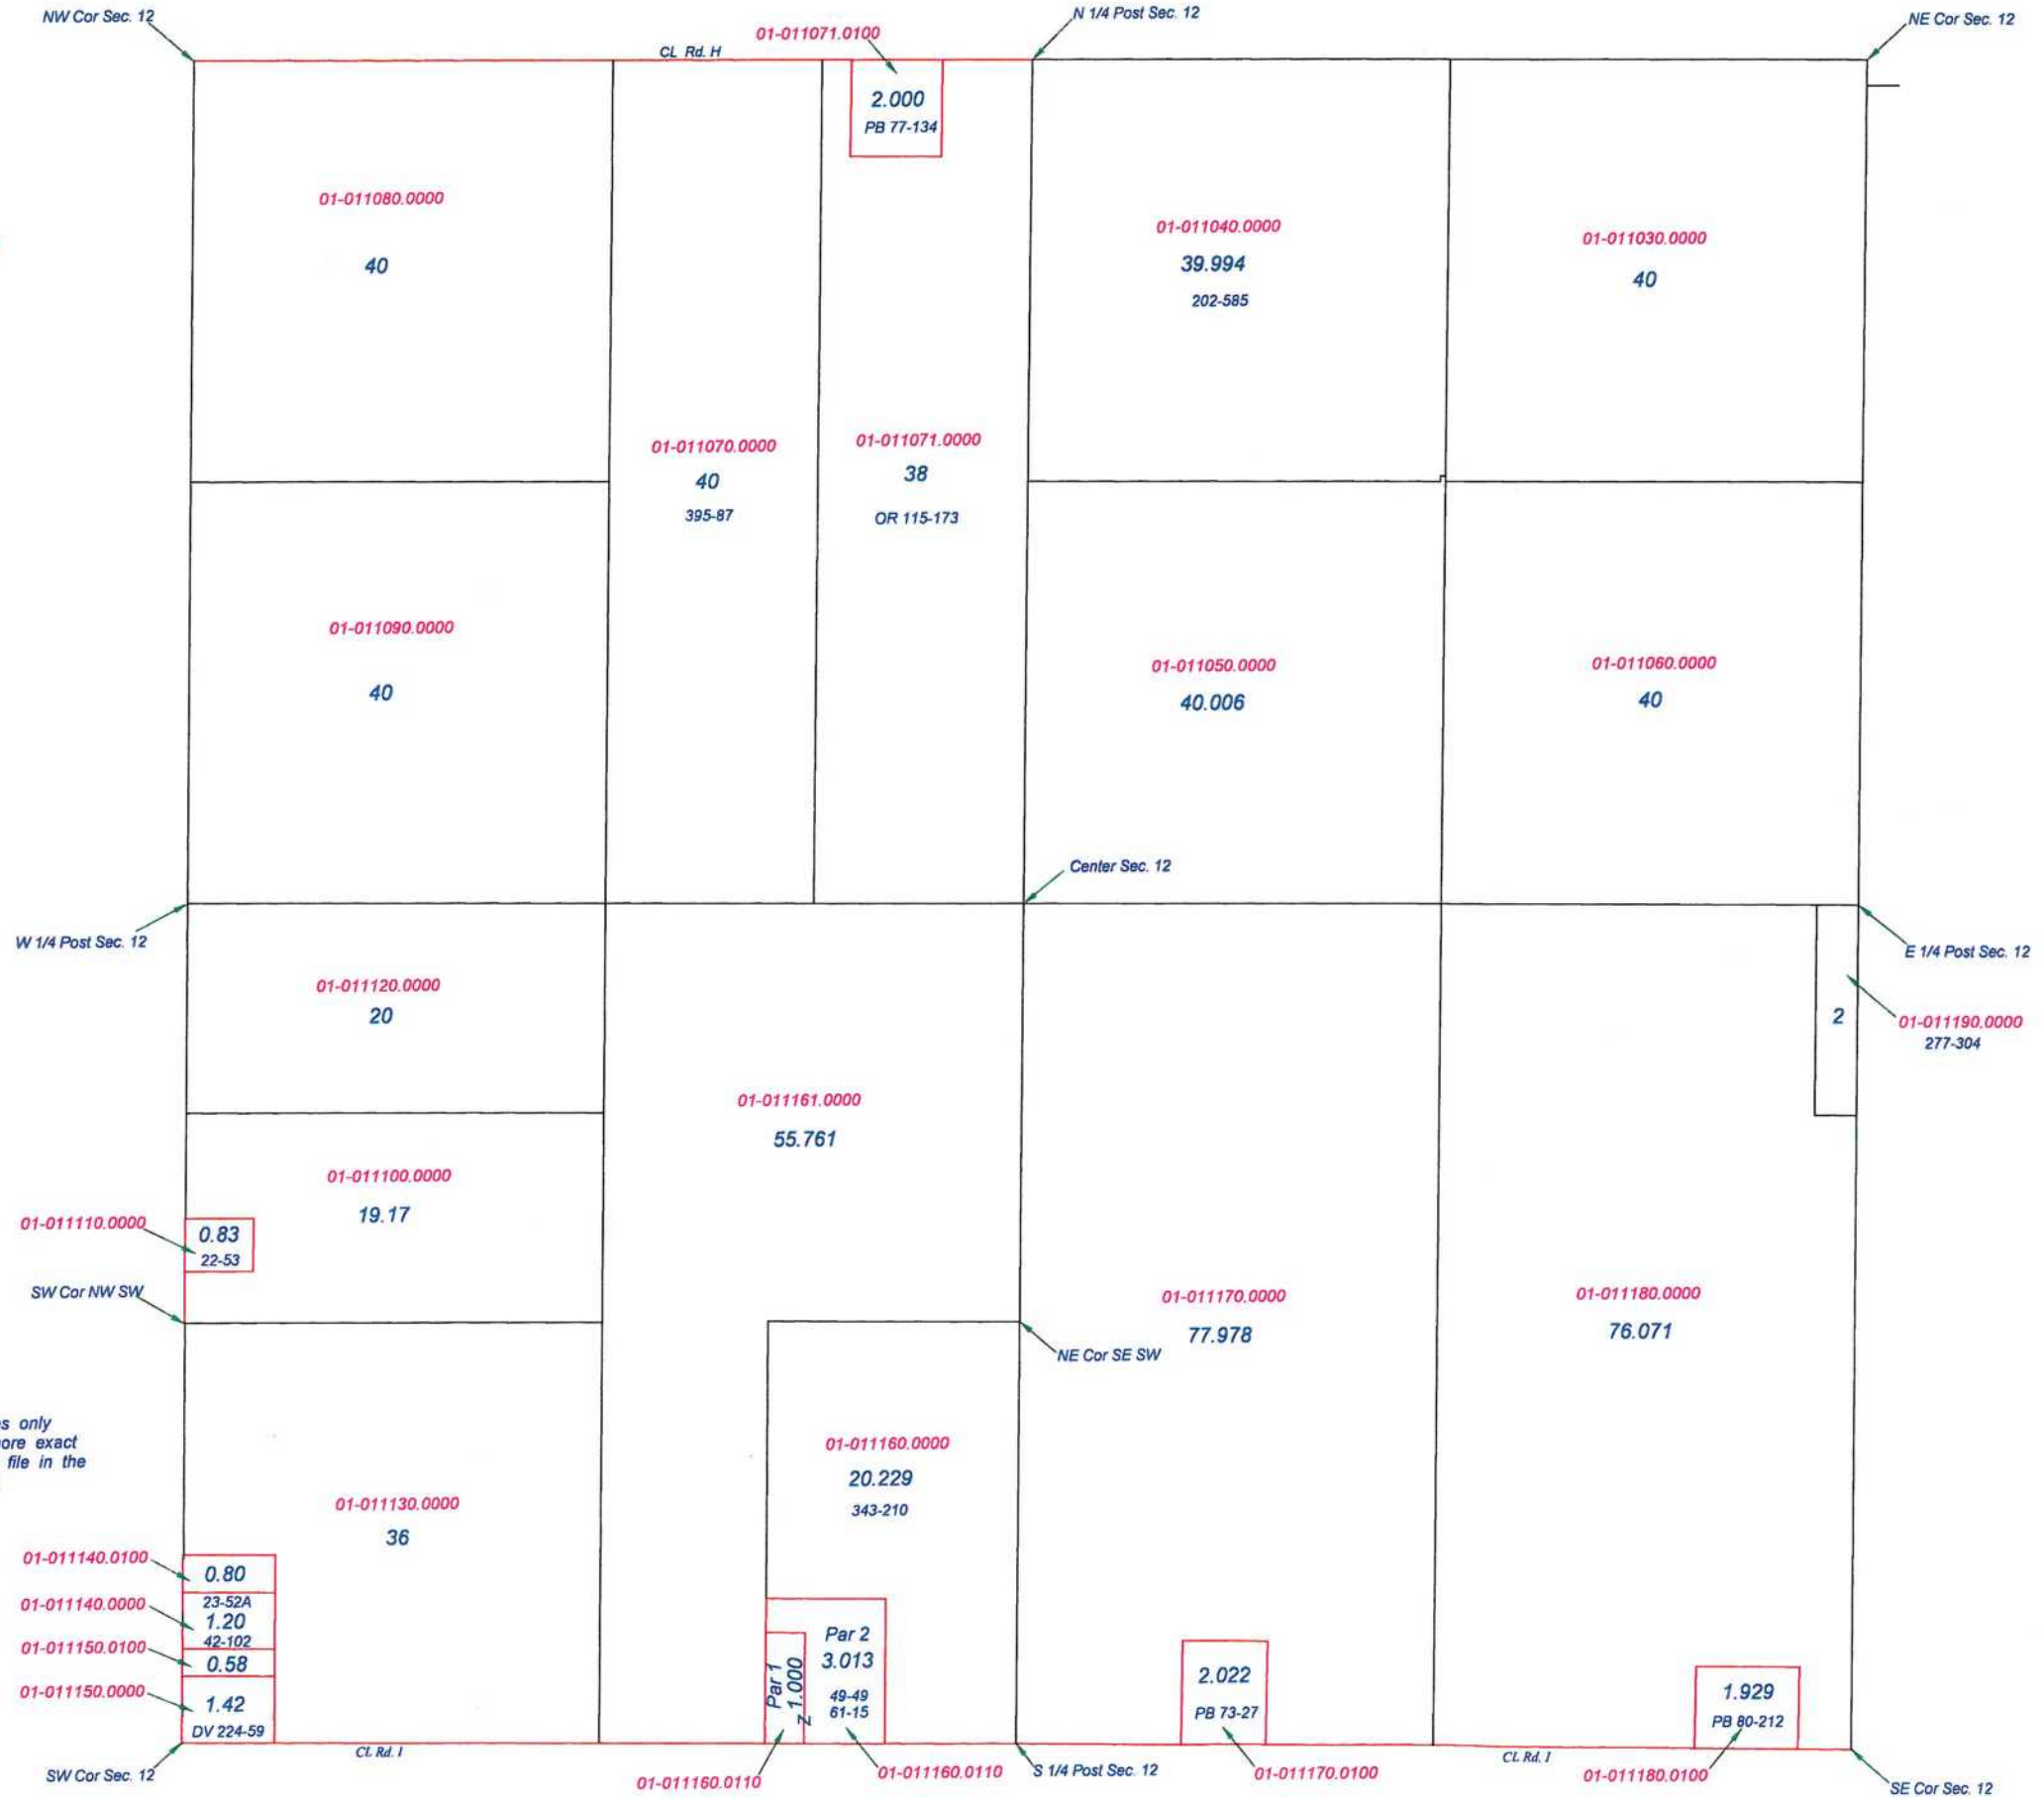 NW Cor Sec. 12
CL Rd. H
01-011071.0100
N 1/4 Post Sec. 12
NE Cor Sec. 12
2.000
PB 77-134
01-011080.0000
40
01-011040.0000
39.994
202-585
01-011030.0000
40
01-011070.0000
40
395-87
01-011071.0000
38
OR 115-173
01-011090.0000
40
01-011050.0000
40.006
01-011060.0000
40
Center Sec. 12
W 1/4 Post Sec. 12
E 1/4 Post Sec. 12
01-011120.0000
20
2
01-011190.0000
277-304
01-011161.0000
55.761
01-011100.0000
19.17
01-011110.0000
0.83
22-53
SW Cor NW SW
01-011170.0000
77.978
01-011180.0000
76.071
NE Cor SE SW
only
ore exact
file in the
01-011160.0000
20.229
343-210
01-011130.0000
36
01-011140.0100
0.80
01-011140.0000
23-52A
1.20
42-102
01-011150.0100
0.58
01-011150.0000
1.42
DV 224-59
Par 1
1.000
Z
Par 2
3.013
49-49
61-15
2.022
PB 73-27
1.929
PB 80-212
SW Cor Sec. 12
CL Rd. I
01-011160.0110
01-011160.0110
S 1/4 Post Sec. 12
01-011170.0100
CL Rd. I
01-011180.0100
SE Cor Sec. 12